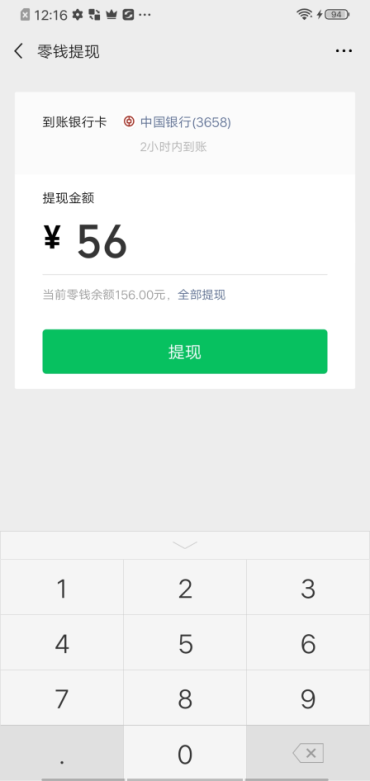 12:16 ··· 94
零钱提现 ···
到账银行卡 中国银行(3658)
2小时内到账
提现金额
¥ 56
当前零钱余额156.00元，全部提现
提现
1 2 3
4 5 6
7 8 9
. 0